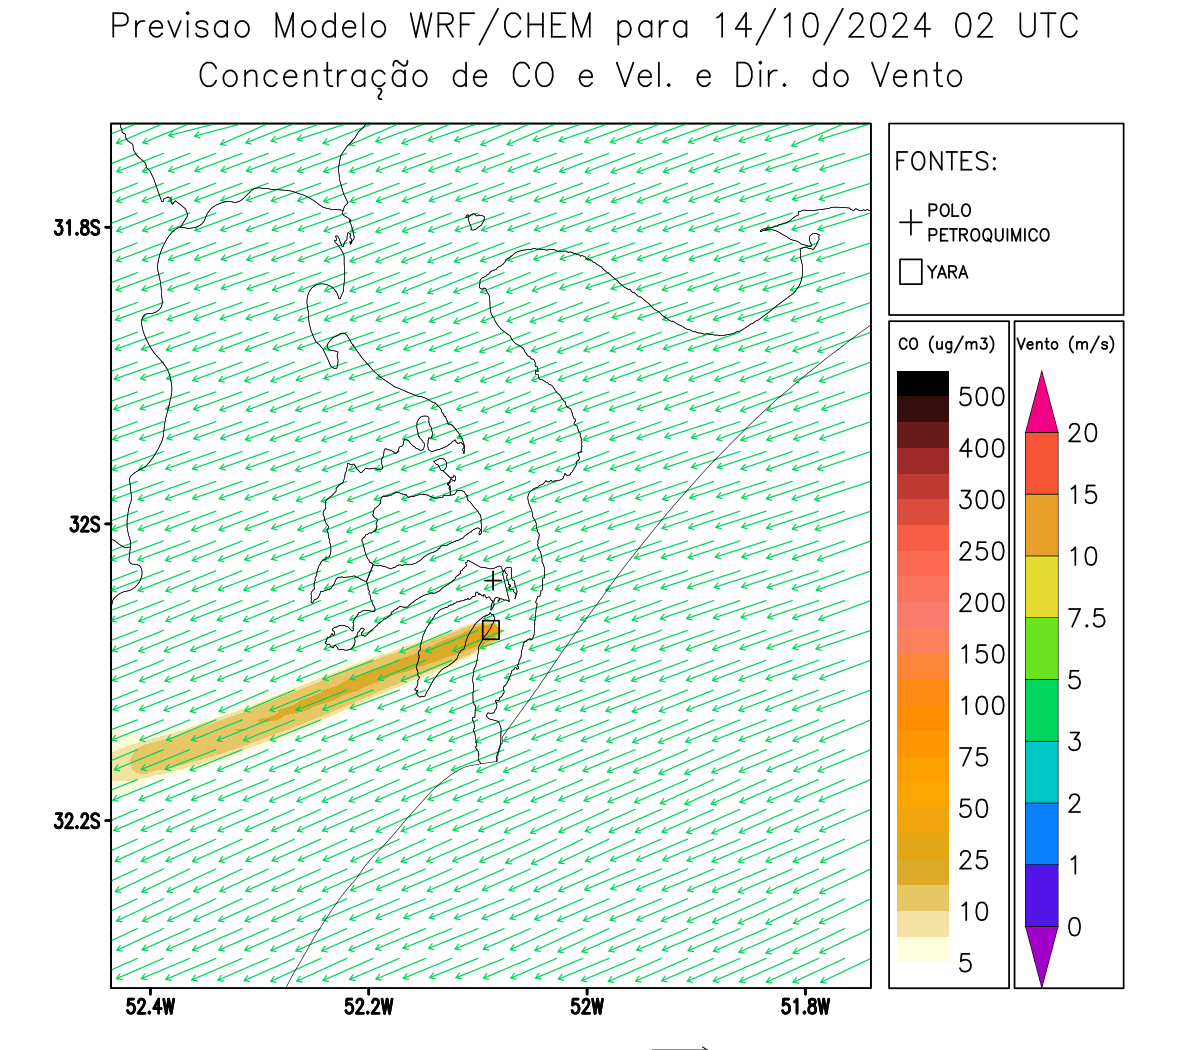 Previsao Modelo WRF/CHEM para 14/10/2024 02 UTC
Concentração de CO e Vel. e Dir. do Vento
FONTES:
POLO
PETROQUIMICO
YARA
31.8S
32S
32.2S
52.4W
52.2W
52W
51.8W
CO (ug/m3)
500
400
300
250
200
150
100
75
50
25
10
5
Vento (m/s)
20
15
10
7.5
5
3
2
1
0